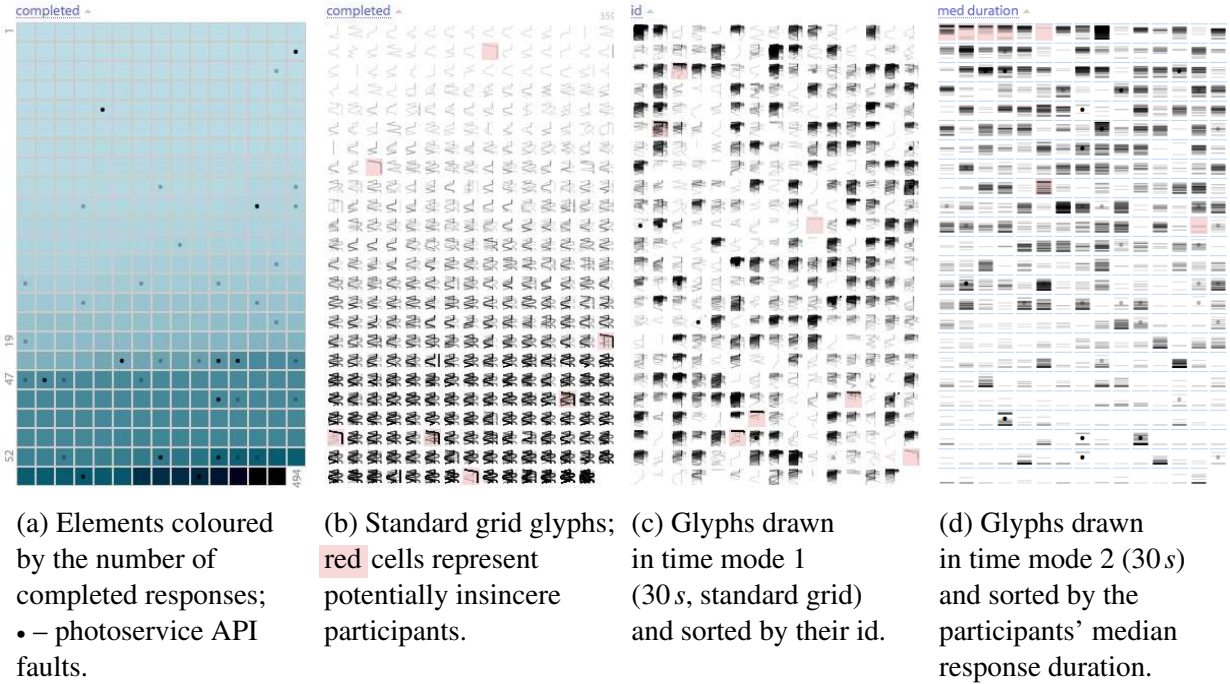 completed
completed
359
id
med duration
1
19
47
52
494
(a) Elements coloured
by the number of
completed responses;
• – photoservice API
faults.
(b) Standard grid glyphs;
red cells represent
potentially insincere
participants.
(c) Glyphs drawn
in time mode 1
(30 s, standard grid)
and sorted by their id.
(d) Glyphs drawn
in time mode 2 (30 s)
and sorted by the
participants’ median
response duration.